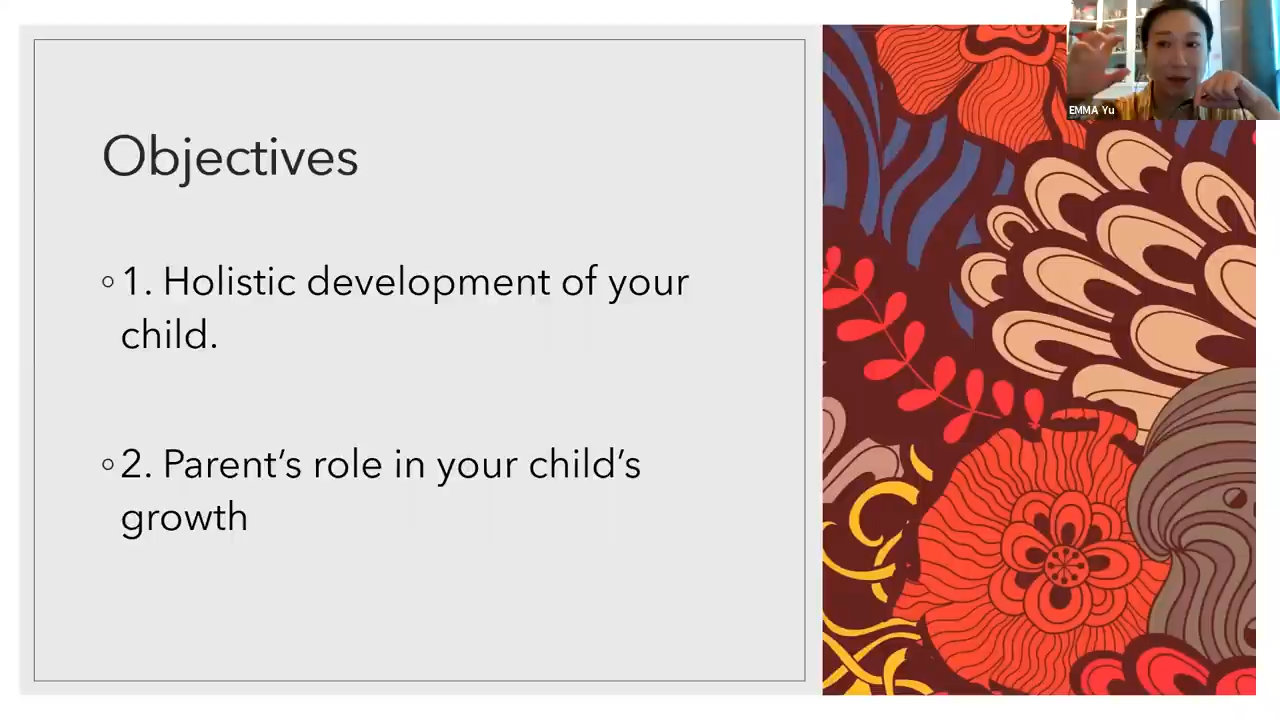 EMMA Yu
Objectives
◦1. Holistic development of your
child.
◦2. Parent’s role in your child’s
growth